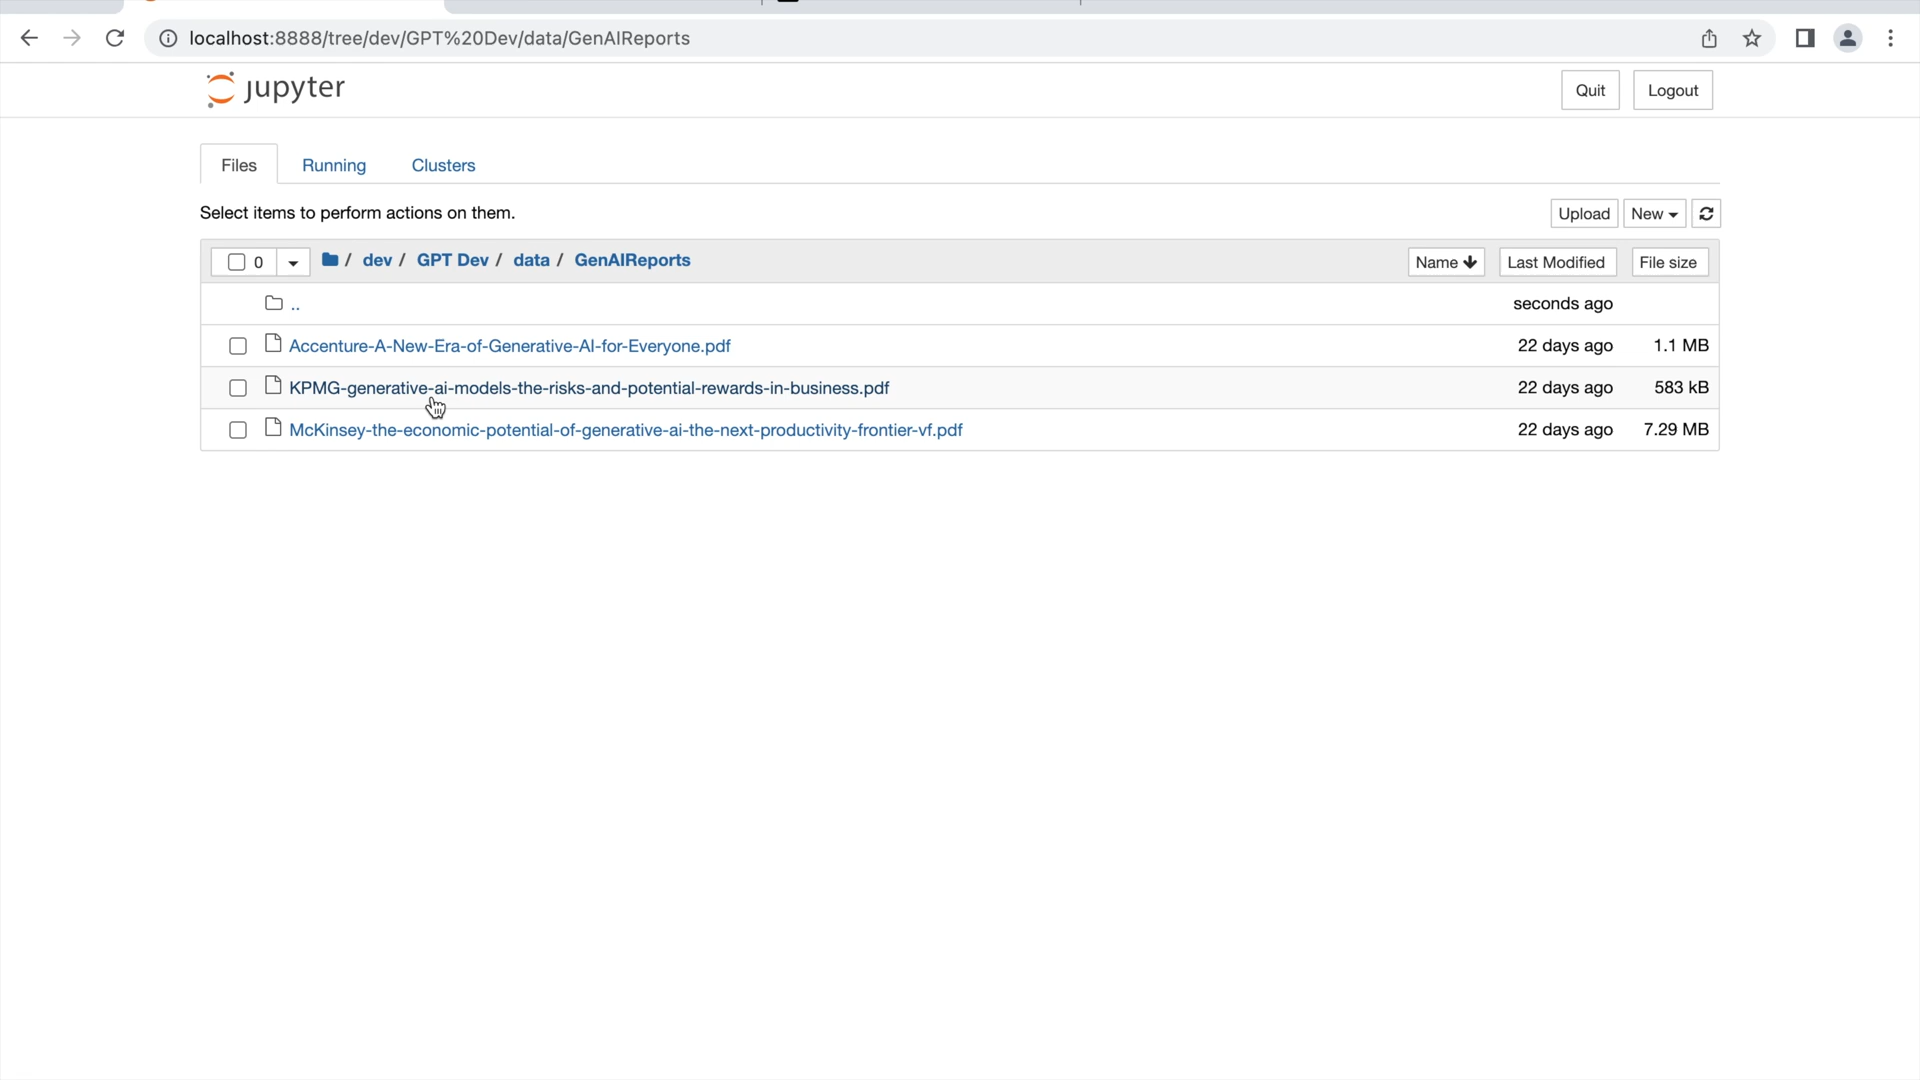 localhost:8888/tree/dev/GPT%20Dev/data/GenAIReports
jupyter
Quit
Logout
Files
Running
Clusters
Select items to perform actions on them.
Upload
New
0
/ dev / GPT Dev / data / GenAIReports
Name
Last Modified
File size
..
seconds ago
Accenture-A-New-Era-of-Generative-AI-for-Everyone.pdf
22 days ago
1.1 MB
KPMG-generative-ai-models-the-risks-and-potential-rewards-in-business.pdf
22 days ago
583 kB
McKinsey-the-economic-potential-of-generative-ai-the-next-productivity-frontier-vf.pdf
22 days ago
7.29 MB